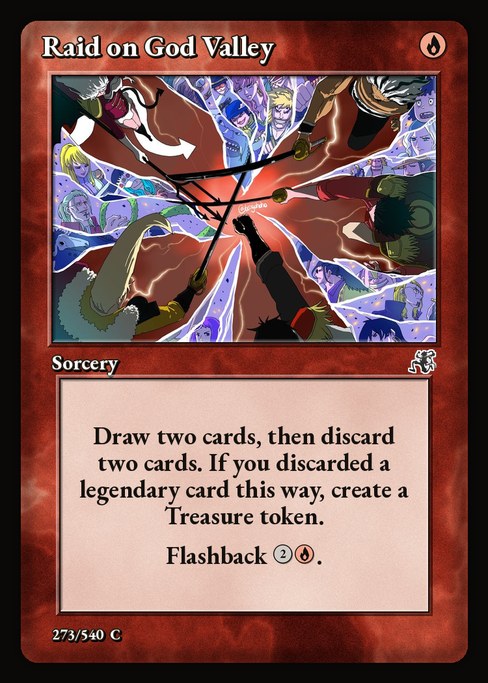 Raid on God Valley
Sorcery
Draw two cards, then discard
two cards. If you discarded a
legendary card this way, create a
Treasure token.
Flashback 2.
273/540 C